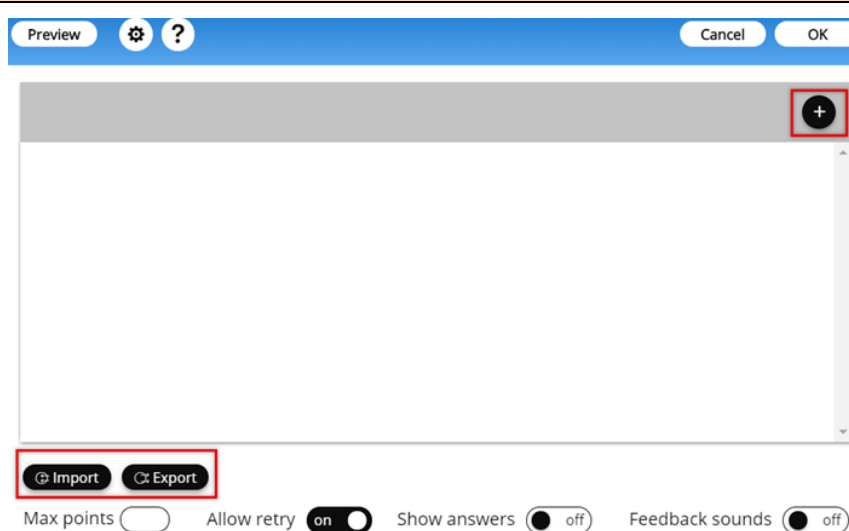 Preview ? Cancel OK
+
Import Export
Max points Allow retry on Show answers off Feedback sounds off